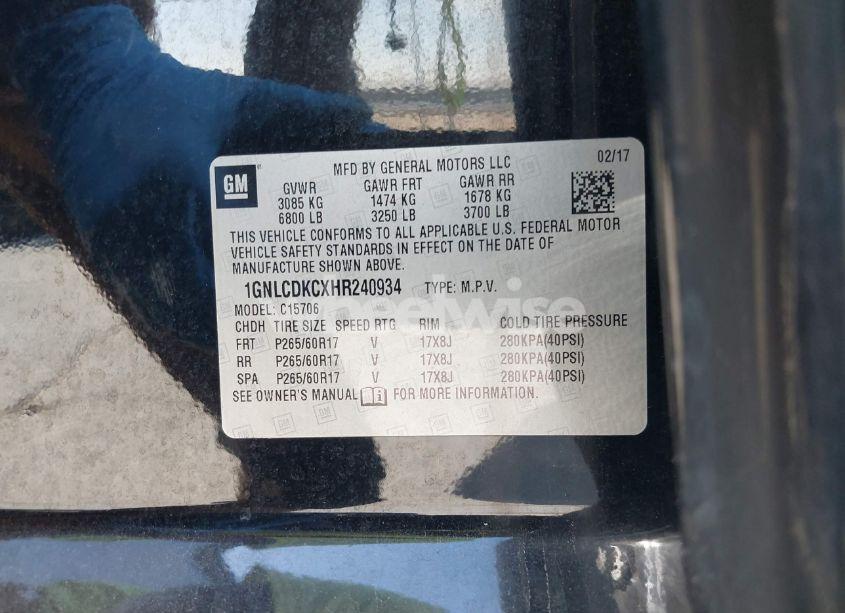 GM
MFD BY GENERAL MOTORS LLC 02/17
GVWR GAWR FRT GAWR RR
3085 KG 1474 KG 1678 KG
6800 LB 3250 LB 3700 LB
THIS VEHICLE CONFORMS TO ALL APPLICABLE U.S. FEDERAL MOTOR
VEHICLE SAFETY STANDARDS IN EFFECT ON THE DATE OF
MANUFACTURE SHOWN ABOVE.
1GNLCDKCXHR240934 TYPE: M.P.V.
MODEL: C15706
CHDH TIRE SIZE SPEED RTG RIM COLD TIRE PRESSURE
FRT P265/60R17 V 17X8J 280KPA(40PSI)
RR P265/60R17 V 17X8J 280KPA(40PSI)
SPA P265/60R17 V 17X8J 280KPA(40PSI)
SEE OWNER'S MANUAL FOR MORE INFORMATION.